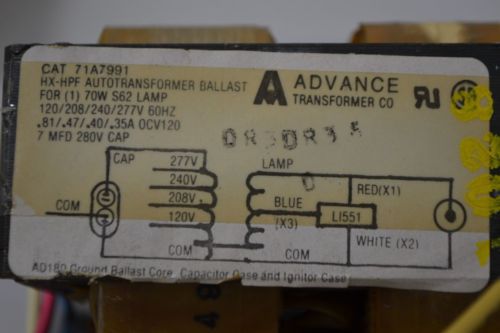 CAT 71A7991
HX-HPF AUTOTRANSFORMER BALLAST
FOR (1) 70W S62 LAMP
120/208/240/277V 60HZ
.81/.47/.40/.35A OCV120
7 MFD 280V CAP
ADVANCE
TRANSFORMER CO
CAP
277V
240V
208V
120V
COM
COM
LAMP
BLUE
(X3)
COM
LI551
RED(X1)
WHITE (X2)
AD180 Ground Ballast Core, Capacitor Case and Ignitor Case